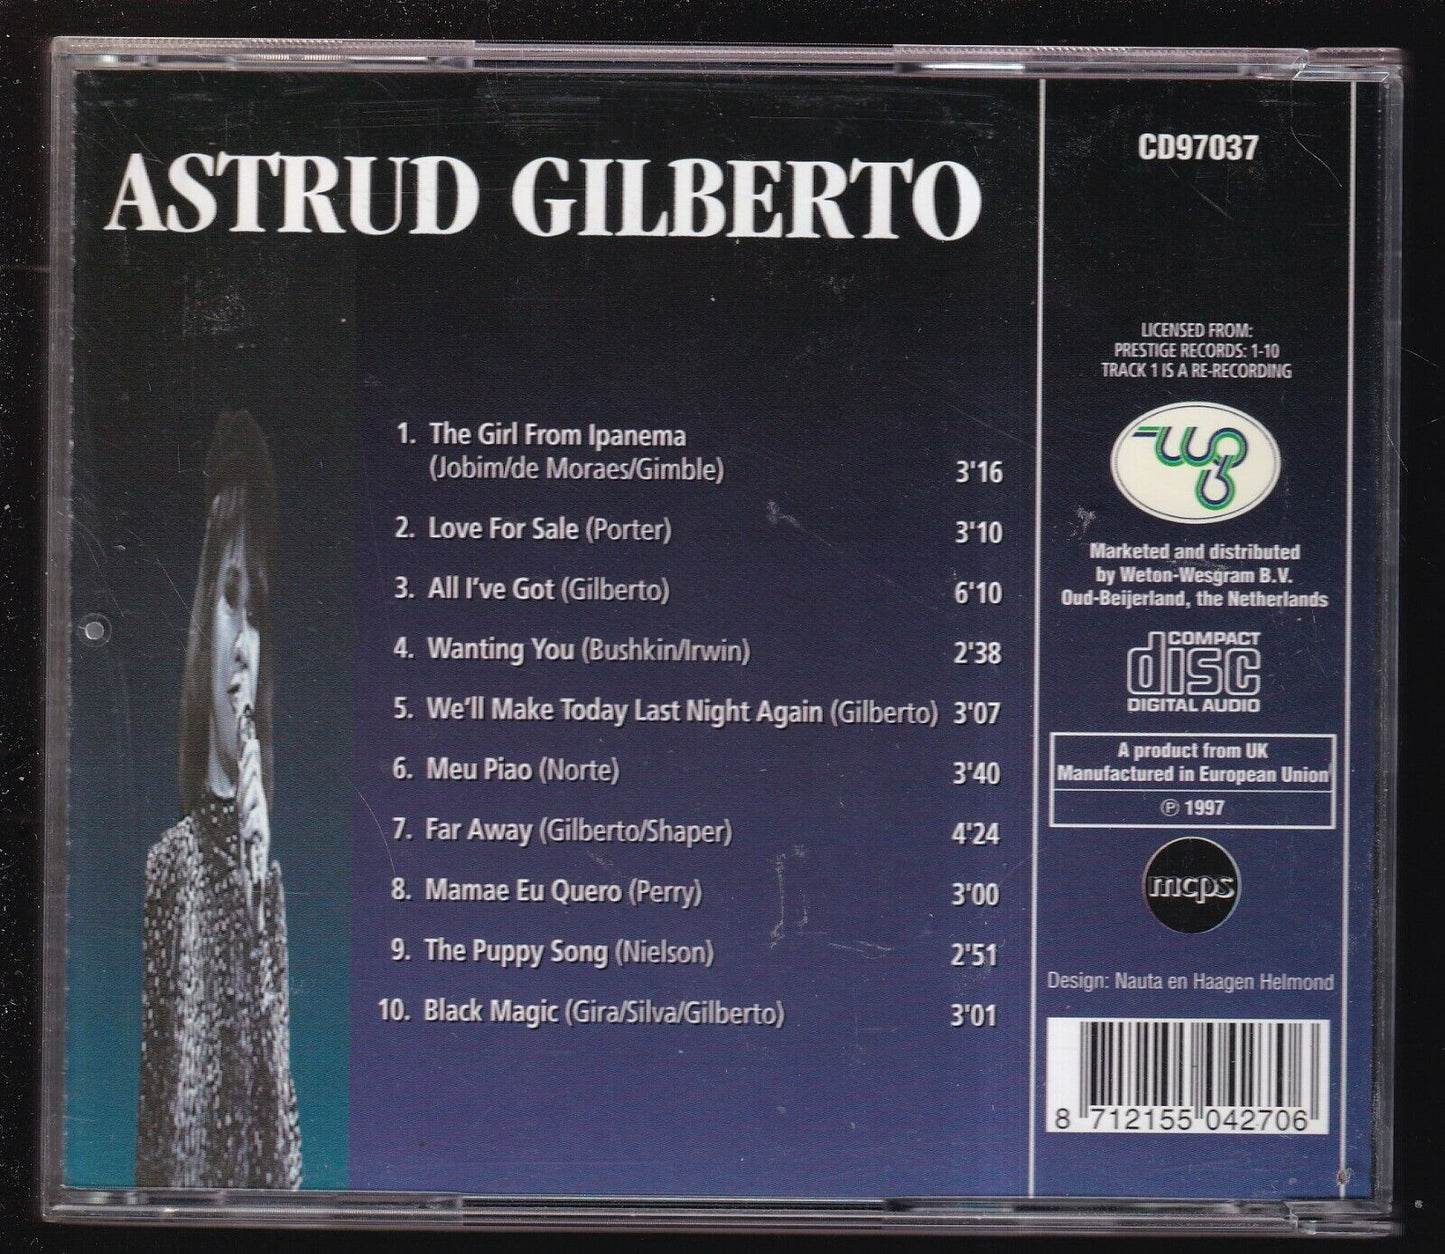 ASTRUD GILBERTO
1. The Girl From Ipanema
(Jobim/de Moraes/Gimble) 3'16
2. Love For Sale (Porter) 3'10
3. All I've Got (Gilberto) 6'10
4. Wanting You (Bushkin/Irwin) 2'38
5. We'll Make Today Last Night Again (Gilberto) 3'07
6. Meu Piao (Norte) 3'40
7. Far Away (Gilberto/Shaper) 4'24
8. Mamae Eu Quero (Perry) 3'00
9. The Puppy Song (Nielson) 2'51
10. Black Magic (Gira/Silva/Gilberto) 3'01
CD97037
LICENSED FROM:
PRESTIGE RECORDS: 1-10
TRACK 1 IS A RE-RECORDING
Marketed and distributed
by Weton-Wesgram B.V.
Oud-Beijerland, the Netherlands
COMPACT
disc
DIGITAL AUDIO
A product from UK
Manufactured in European Union
℗ 1997
mcps
Design: Nauta en Haagen Helmond
8 712155 042706